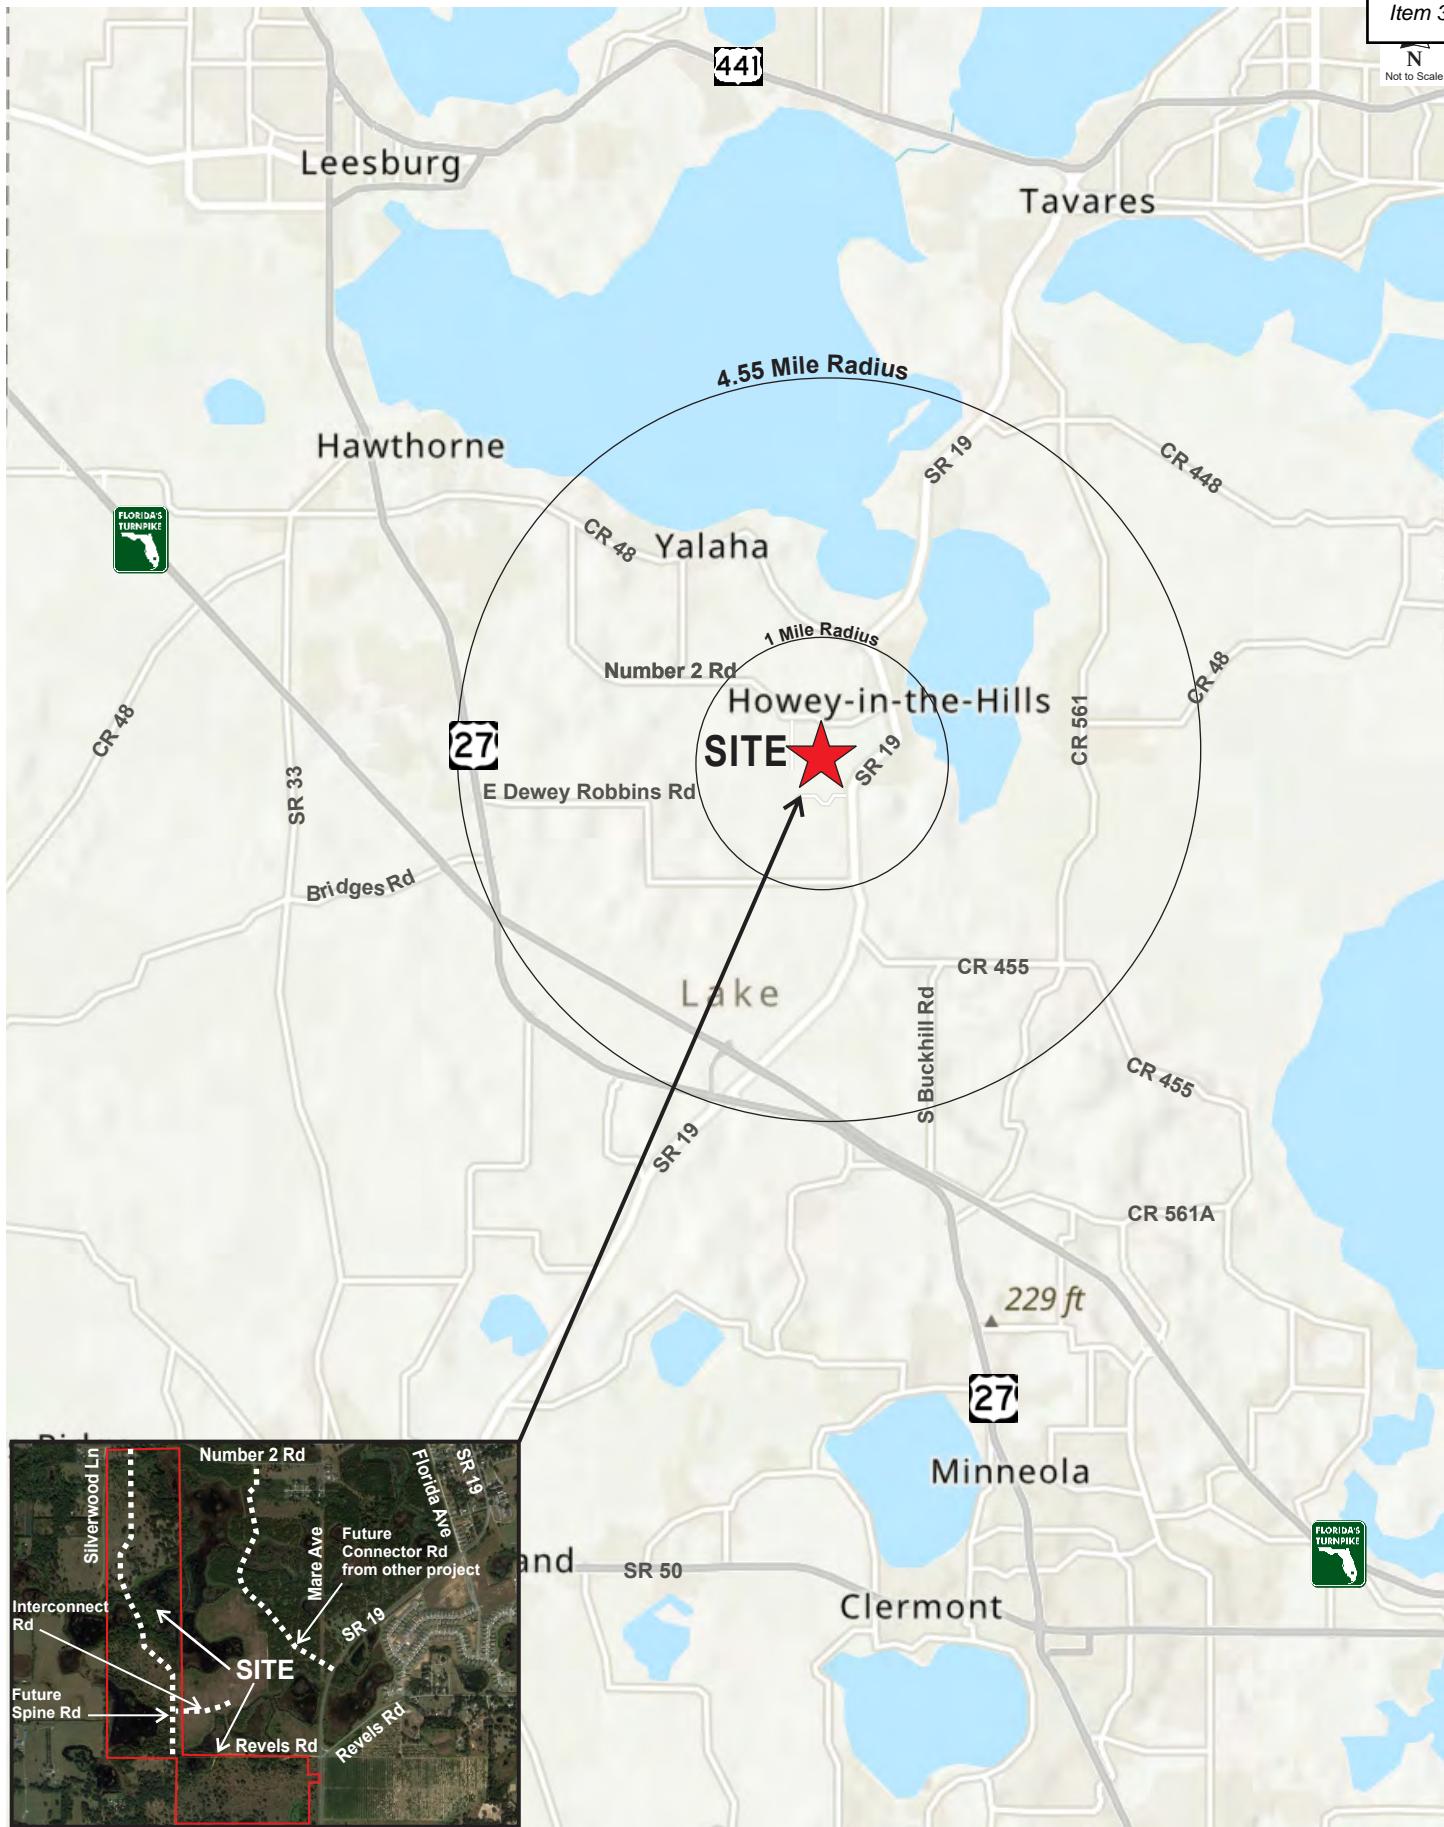 Item 3
N
Not to Scale
441
Leesburg
Tavares
4.55 Mile Radius
Hawthorne
SR 19
CR 448
FLORIDA'S
TURNPIKE
CR 48
Yalaha
1 Mile Radius
Number 2 Rd
Howey-in-the-Hills
CR 48
CR 48
CR 561
27
SITE
SR 19
SR 33
E Dewey Robbins Rd
Bridges Rd
CR 455
Lake
S Buckhill Rd
CR 455
SR 19
CR 561A
229 ft
27
Minneola
FLORIDA'S
TURNPIKE
and
SR 50
Clermont
Silverwood Ln
Number 2 Rd
Florida Ave
SR 19
Mare Ave
Future
Connector Rd
from other project
Interconnect
Rd
SR 19
SITE
Future
Spine Rd
Revels Rd
Revels Rd